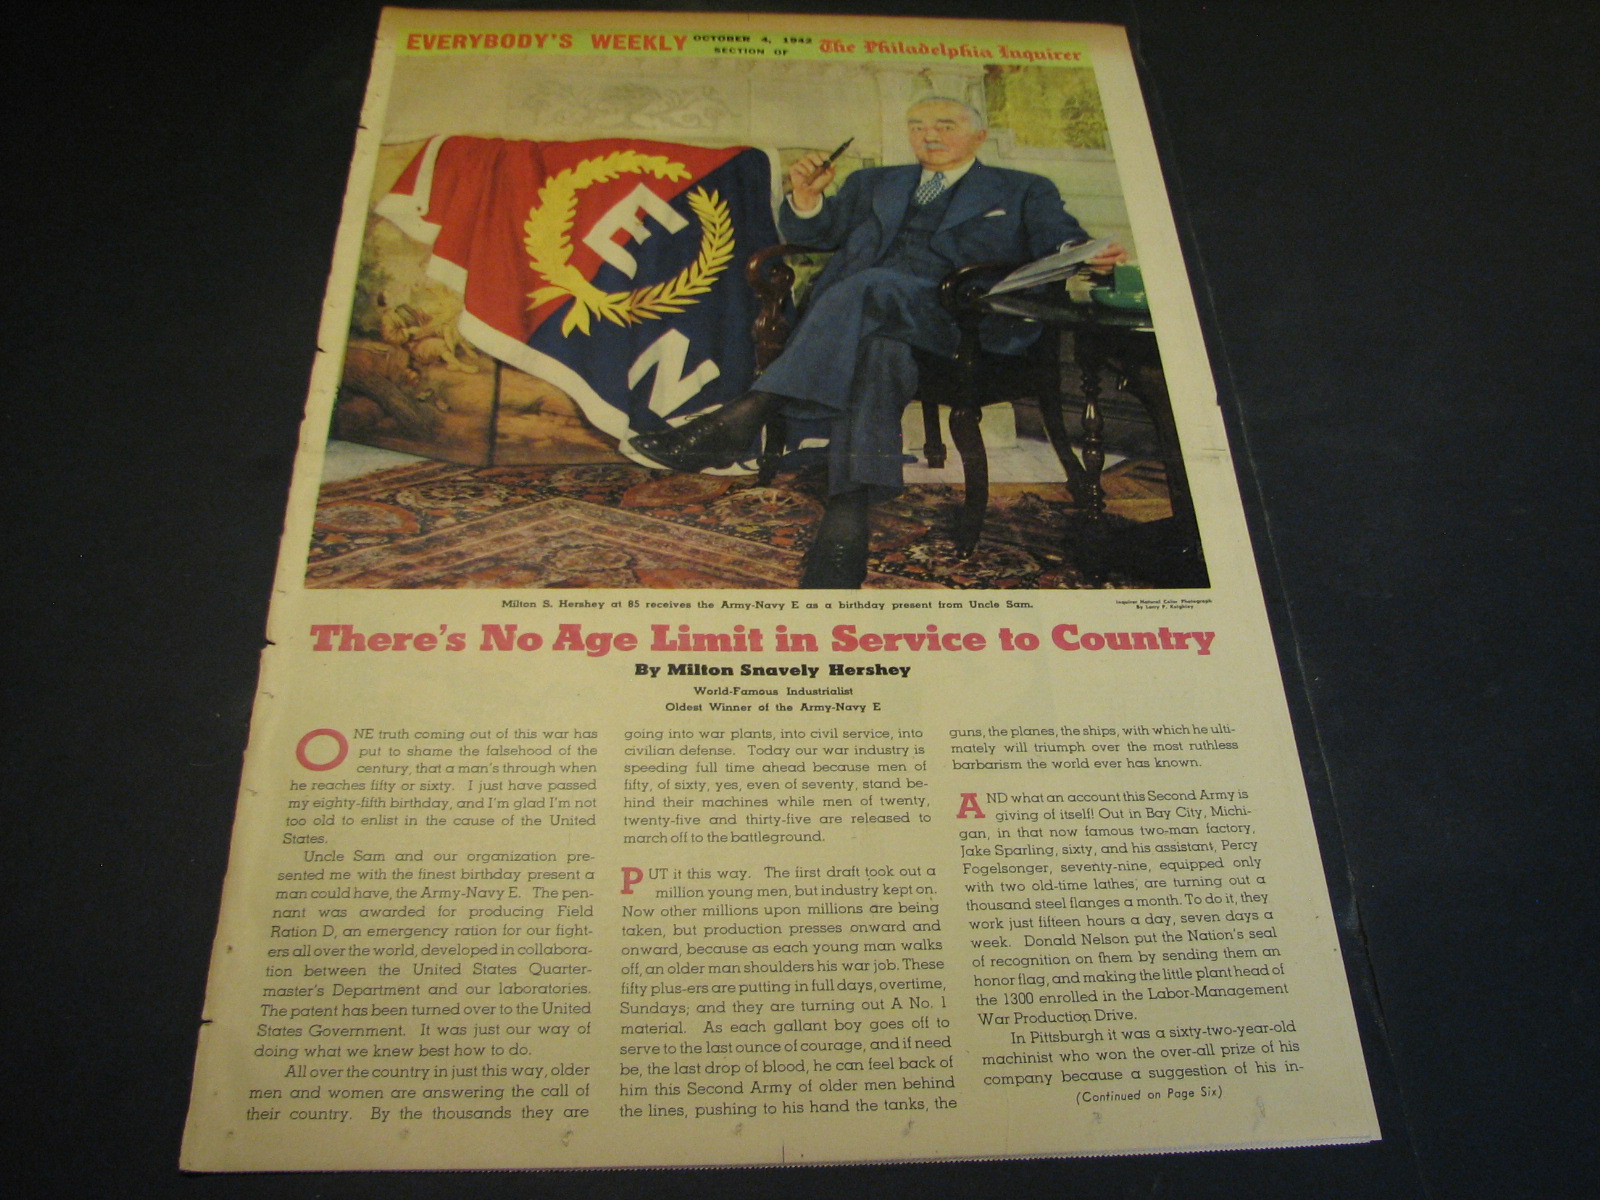 EVERYBODY'S WEEKLY OCTOBER 4, 1942 SECTION OF The Philadelphia Inquirer
E
N
Milton S. Hershey at 85 receives the Army-Navy E as a birthday present from Uncle Sam.
Inquirer Natural Color Photograph
By Larry P. Keighley
There's No Age Limit in Service to Country
By Milton Snavely Hershey
World-Famous Industrialist
Oldest Winner of the Army-Navy E
ONE truth coming out of this war has
put to shame the falsehood of the
century, that a man's through when
he reaches fifty or sixty. I just have passed
my eighty-fifth birthday, and I'm glad I'm not
too old to enlist in the cause of the United
States.
Uncle Sam and our organization pre-
sented me with the finest birthday present a
man could have, the Army-Navy E. The pen-
nant was awarded for producing Field
Ration D, an emergency ration for our fight-
ers all over the world, developed in collabora-
tion between the United States Quarter-
master's Department and our laboratories.
The patent has been turned over to the United
States Government. It was just our way of
doing what we knew best how to do.
All over the country in just this way, older
men and women are answering the call of
their country. By the thousands they are
going into war plants, into civil service, into
civilian defense. Today our war industry is
speeding full time ahead because men of
fifty, of sixty, yes, even of seventy, stand be-
hind their machines while men of twenty,
twenty-five and thirty-five are released to
march off to the battleground.
PUT it this way. The first draft took out a
million young men, but industry kept on.
Now other millions upon millions are being
taken, but production presses onward and
onward, because as each young man walks
off, an older man shoulders his war job. These
fifty plus-ers are putting in full days, overtime,
Sundays; and they are turning out A No. 1
material. As each gallant boy goes off to
serve to the last ounce of courage, and if need
be, the last drop of blood, he can feel back of
him this Second Army of older men behind
the lines, pushing to his hand the tanks, the
guns, the planes, the ships, with which he ulti-
mately will triumph over the most ruthless
barbarism the world ever has known.
AND what an account this Second Army is
giving of itself! Out in Bay City, Michi-
gan, in that now famous two-man factory,
Jake Sparling, sixty, and his assistant, Percy
Fogelsonger, seventy-nine, equipped only
with two old-time lathes, are turning out a
thousand steel flanges a month. To do it, they
work just fifteen hours a day, seven days a
week. Donald Nelson put the Nation's seal
of recognition on them by sending them an
honor flag, and making the little plant head of
the 1300 enrolled in the Labor-Management
War Production Drive.
In Pittsburgh it was a sixty-two-year-old
machinist who won the over-all prize of his
company because a suggestion of his in-
(Continued on Page Six)